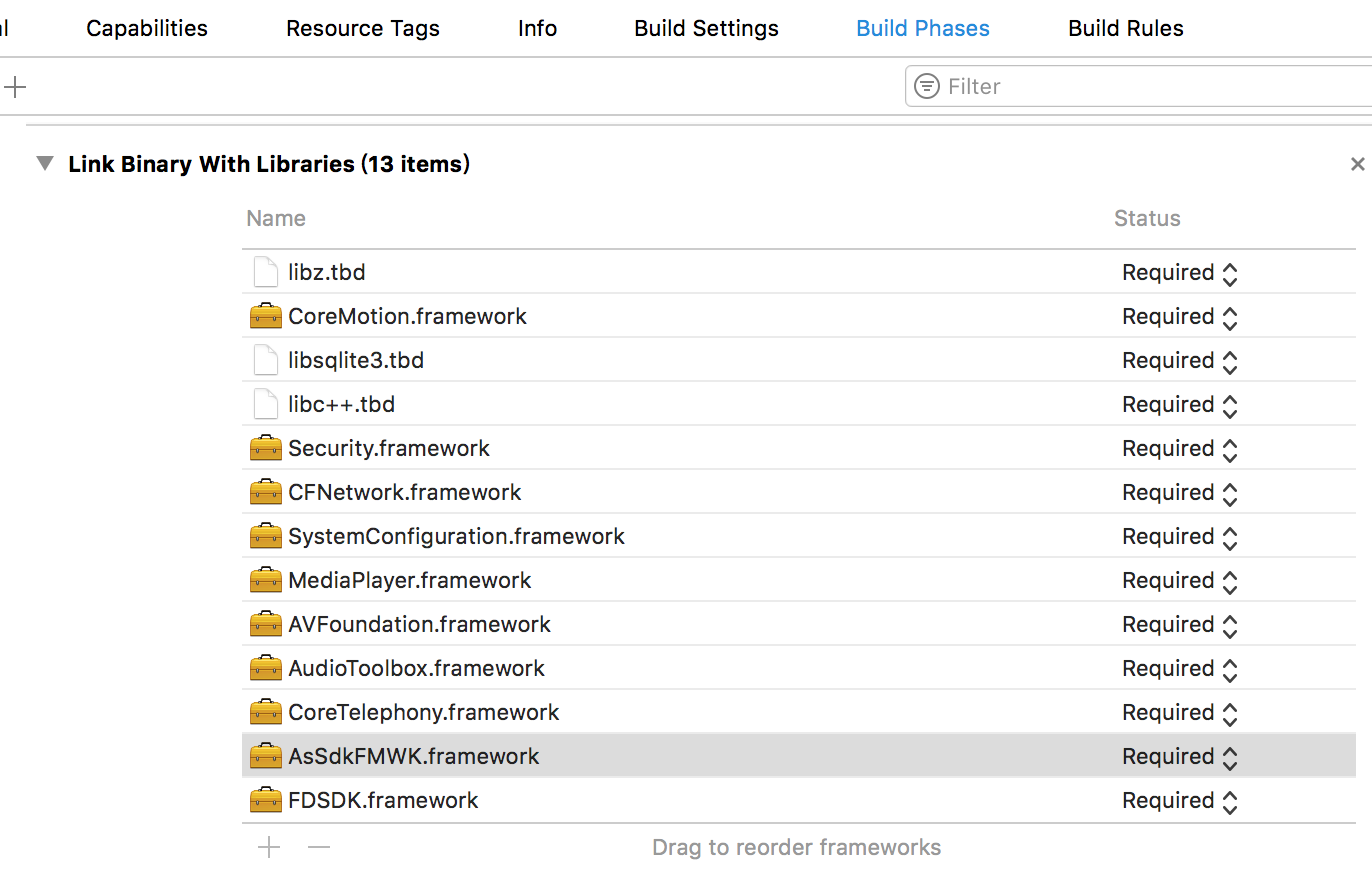 Capabilities Resource Tags Info Build Settings Build Phases Build Rules
Filter
Link Binary With Libraries (13 items)
Name Status
libz.tbd Required
CoreMotion.framework Required
libsqlite3.tbd Required
libc++.tbd Required
Security.framework Required
CFNetwork.framework Required
SystemConfiguration.framework Required
MediaPlayer.framework Required
AVFoundation.framework Required
AudioToolbox.framework Required
CoreTelephony.framework Required
AsSdkFMWK.framework Required
FDSDK.framework Required
Drag to reorder frameworks